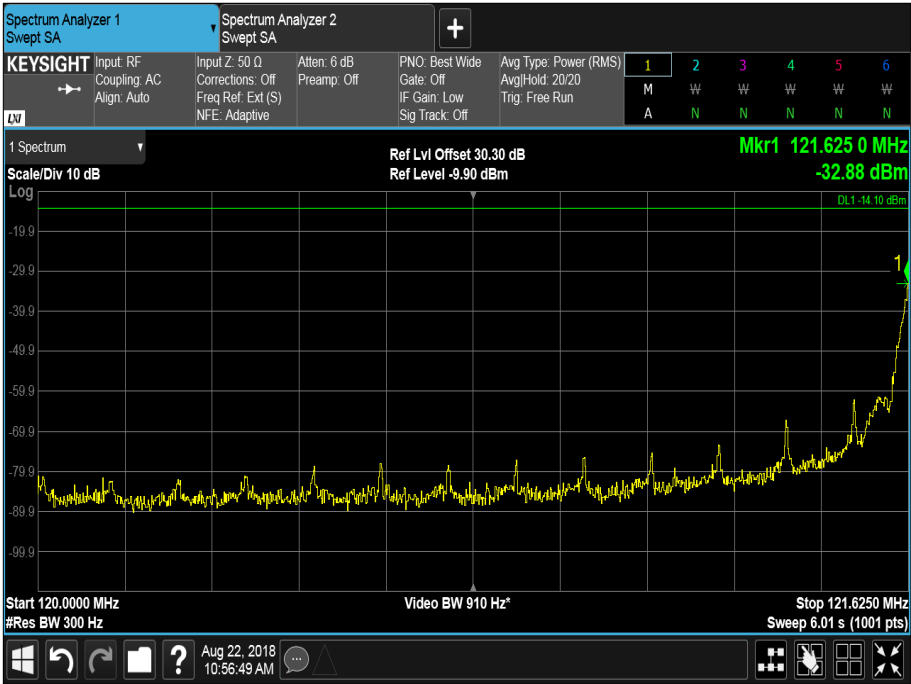 Spectrum Analyzer 1
Swept SA
Spectrum Analyzer 2
Swept SA
KEYSIGHT
LXI
Input: RF
Coupling: AC
Align: Auto
Input Z: 50 Ω
Corrections: Off
Freq Ref: Ext (S)
NFE: Adaptive
Atten: 6 dB
Preamp: Off
PNO: Best Wide
Gate: Off
IF Gain: Low
Sig Track: Off
Avg Type: Power (RMS)
Avg|Hold: 20/20
Trig: Free Run
1 2 3 4 5 6
M W W W W W
A N N N N N
1 Spectrum
Scale/Div 10 dB
Ref Lvl Offset 30.30 dB
Ref Level -9.90 dBm
Mkr1 121.625 0 MHz
-32.88 dBm
Log
DL1 -14.10 dBm
-19.9
1
-29.9
-39.9
-49.9
-59.9
-69.9
-79.9
-89.9
-99.9
Start 120.0000 MHz
#Res BW 300 Hz
Video BW 910 Hz*
Stop 121.6250 MHz
Sweep 6.01 s (1001 pts)
?
Aug 22, 2018
10:56:49 AM